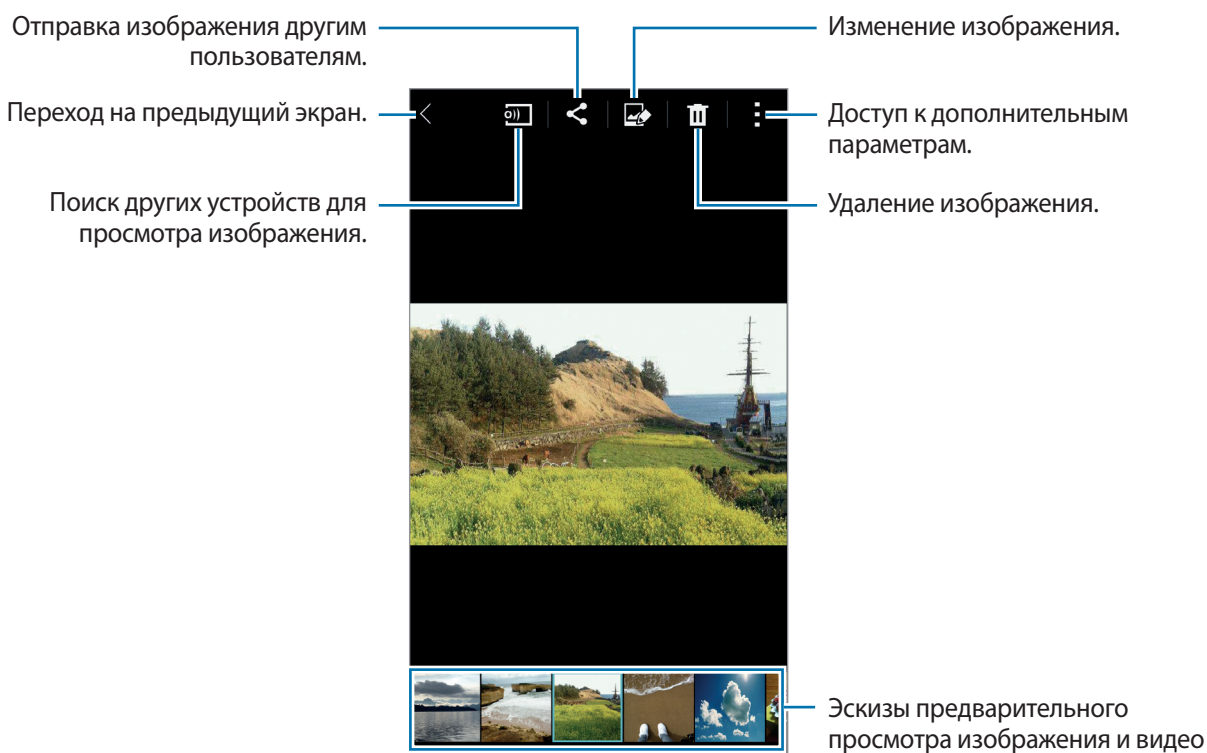 Отправка изображения другим
пользователям.
Изменение изображения.
Переход на предыдущий экран.
Доступ к дополнительным
параметрам.
Поиск других устройств для
просмотра изображения.
Удаление изображения.
Эскизы предварительного
просмотра изображения и видео